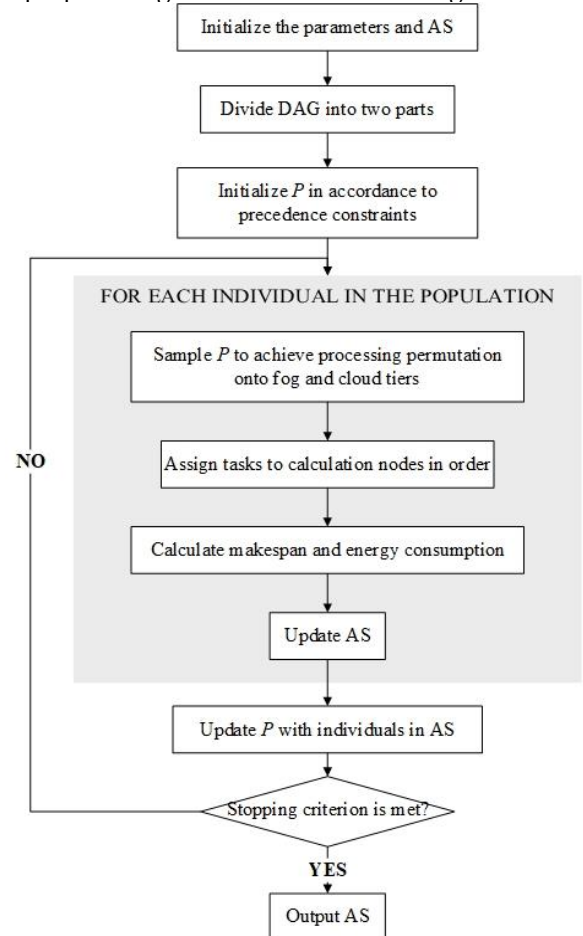 Initialize the parameters and AS
Divide DAG into two parts
Initialize P in accordance to
precedence constraints
FOR EACH INDIVIDUAL IN THE POPULATION
Sample P to achieve processing permutation
onto fog and cloud tiers
Assign tasks to calculation nodes in order
Calculate makespan and energy consumption
Update AS
NO
Update P with individuals in AS
Stopping criterion is met?
YES
Output AS